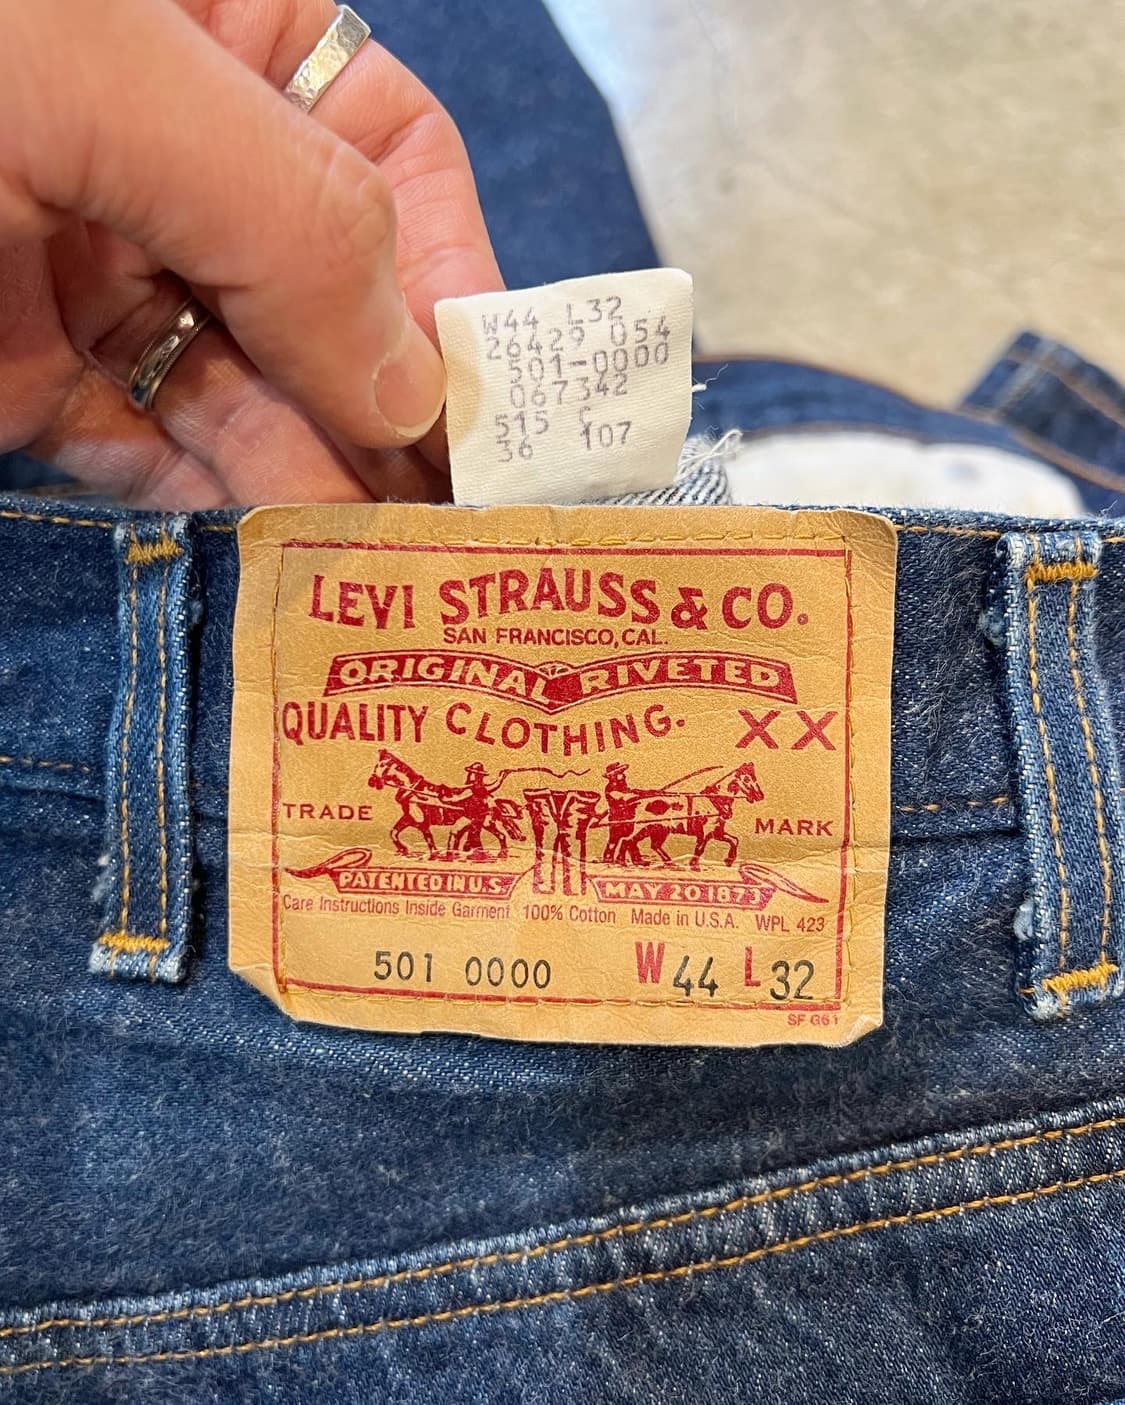 W44 L32
26429 054
501-0000
067342
515 C
36 107
LEVI STRAUSS & CO.
SAN FRANCISCO, CAL.
ORIGINAL RIVETED
QUALITY CLOTHING. XX
TRADE MARK
PATENTED IN U.S. MAY 20 1873
Care Instructions Inside Garment 100% Cotton Made in U.S.A. WPL 423
501 0000 W 44 L 32
SF G61